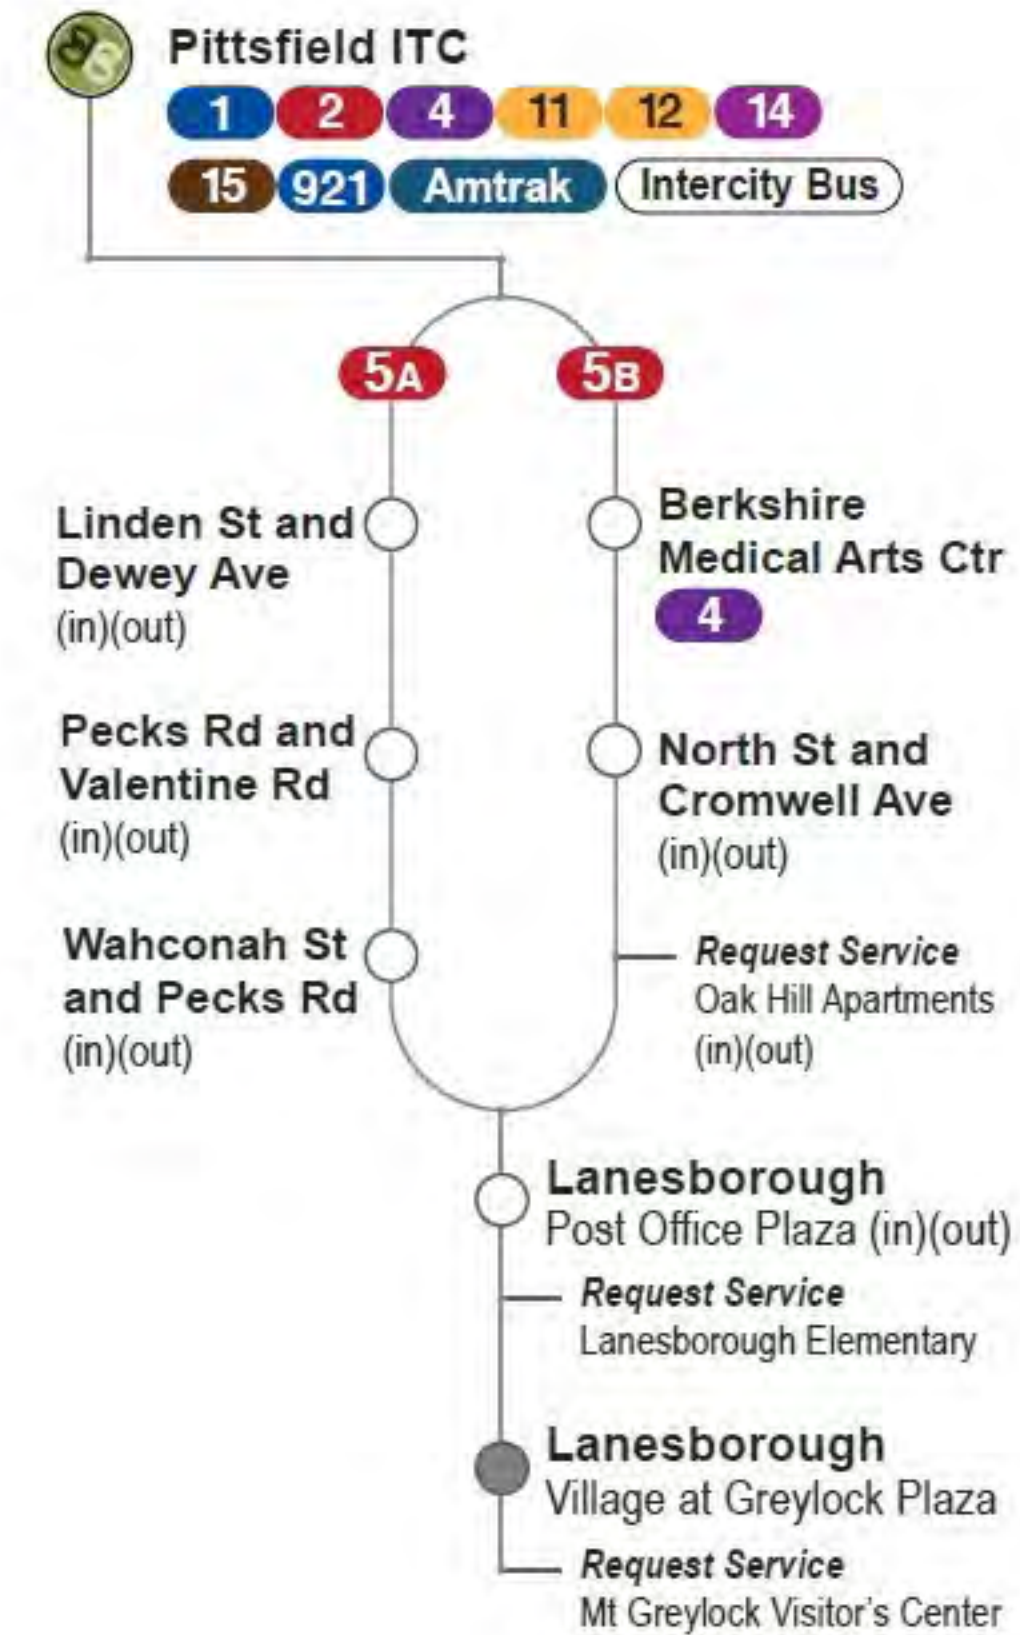 Pittsfield ITC
1 2 4 11 12 14
15 921 Amtrak Intercity Bus
5A 5B
Linden St and
Dewey Ave
(in)(out)
Berkshire
Medical Arts Ctr
4
Pecks Rd and
Valentine Rd
(in)(out)
North St and
Cromwell Ave
(in)(out)
Wahconah St
and Pecks Rd
(in)(out)
Request Service
Oak Hill Apartments
(in)(out)
Lanesborough
Post Office Plaza (in)(out)
Request Service
Lanesborough Elementary
Lanesborough
Village at Greylock Plaza
Request Service
Mt Greylock Visitor's Center